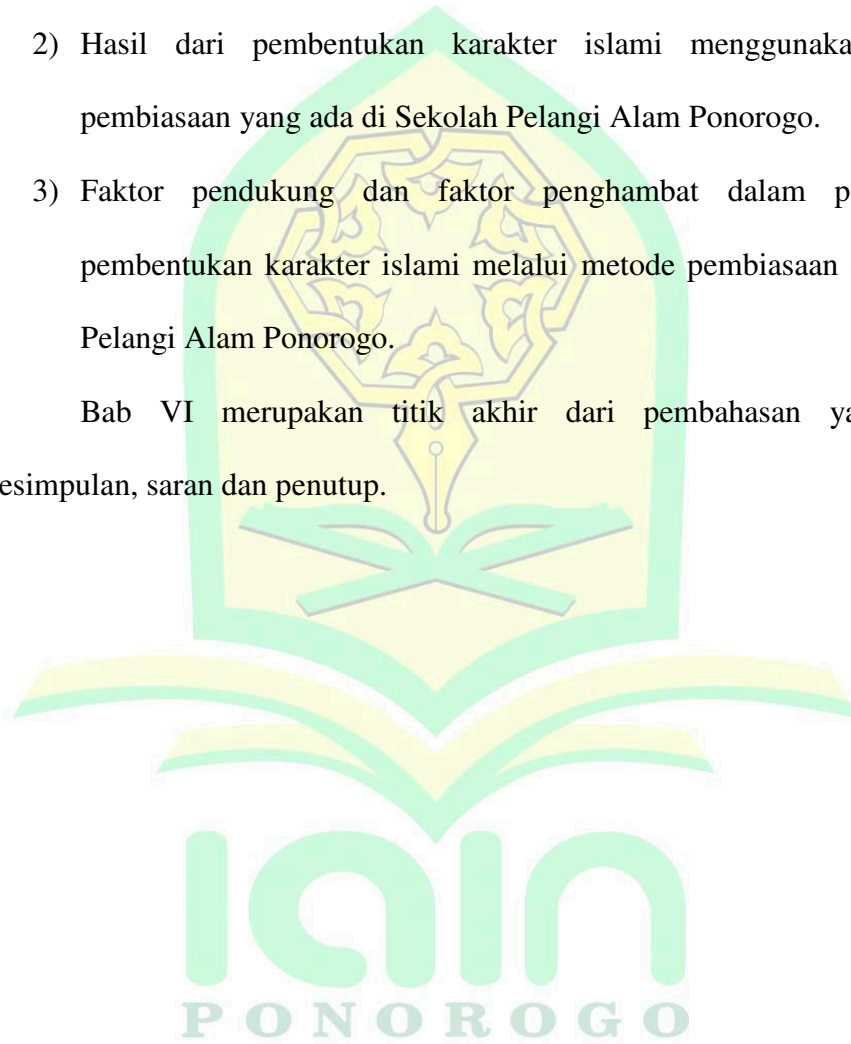 2) Hasil dari pembentukan karakter islami menggunaka
pembiasaan yang ada di Sekolah Pelangi Alam Ponorogo.
3) Faktor pendukung dan faktor penghambat dalam p
pembentukan karakter islami melalui metode pembiasaan
Pelangi Alam Ponorogo.
Bab VI merupakan titik akhir dari pembahasan ya
esimpulan, saran dan penutup.
iain
PONOROGO